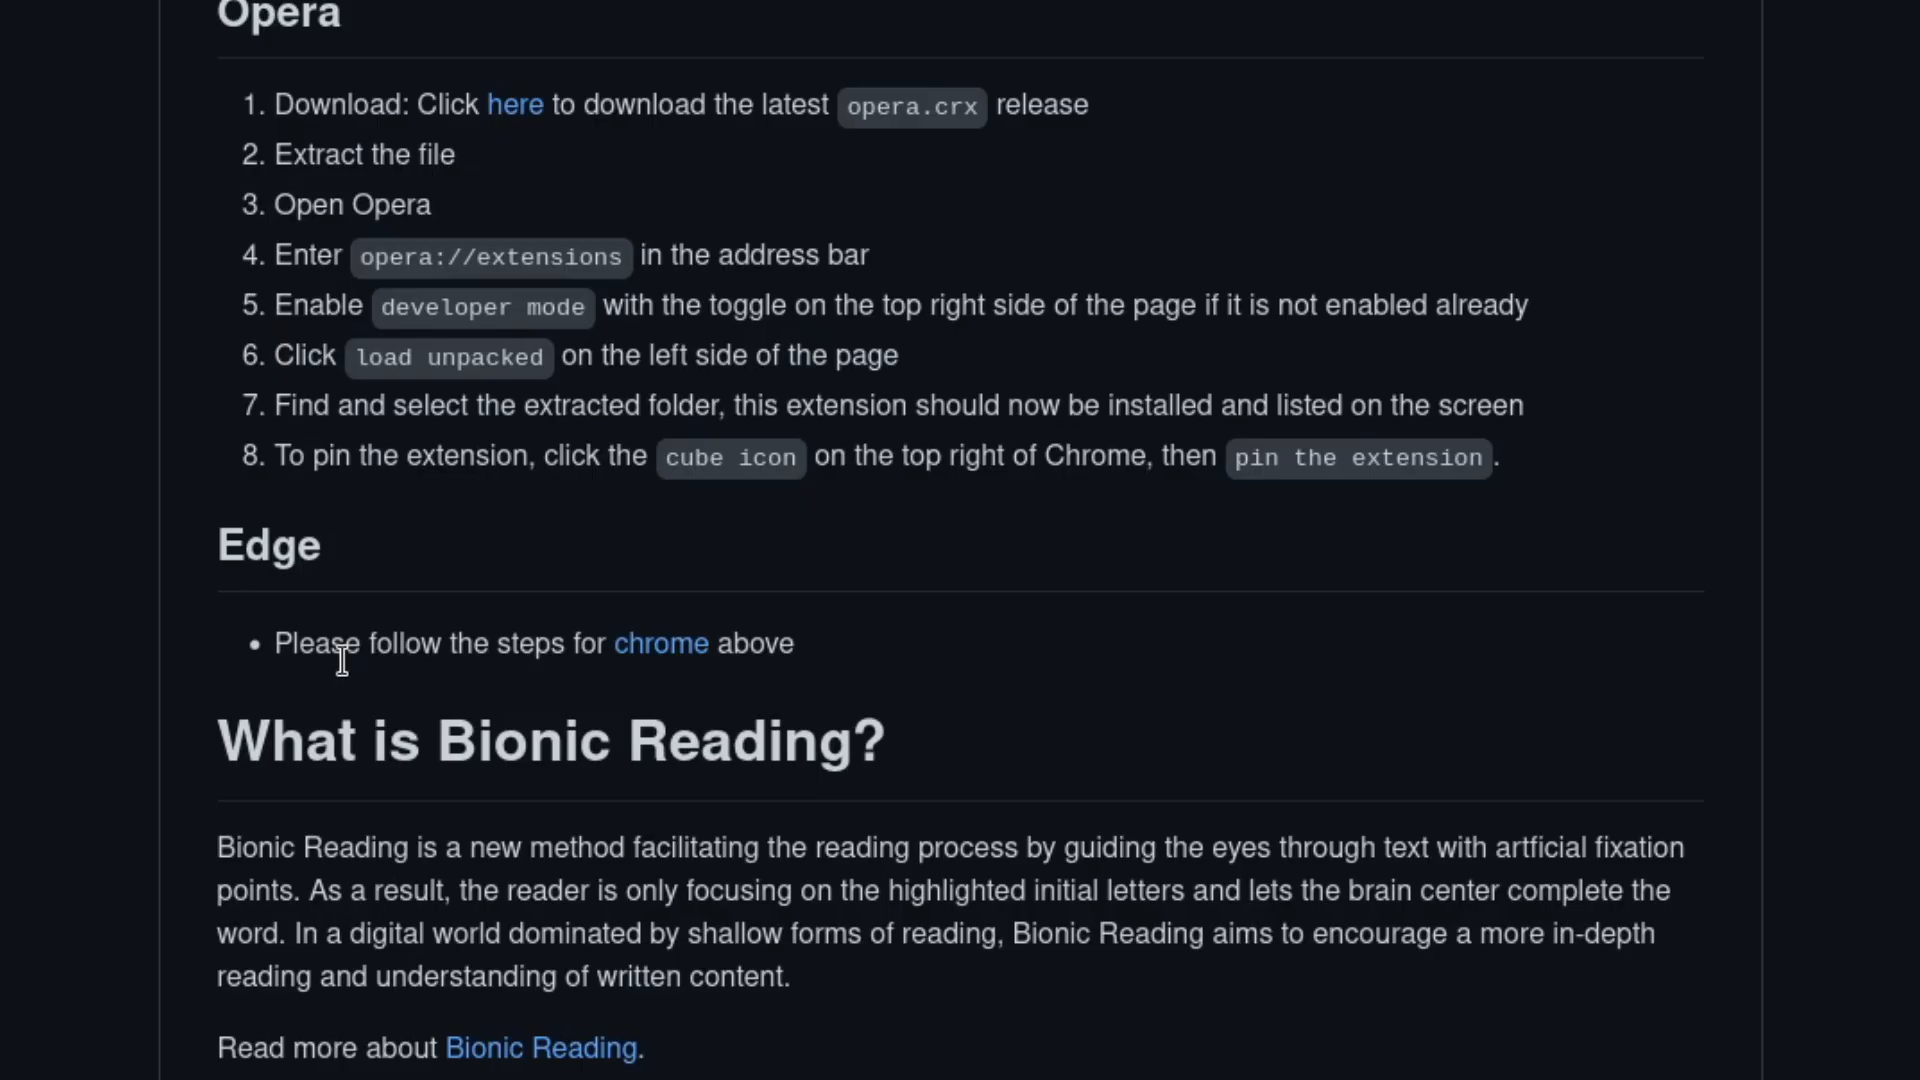 Opera
1. Download: Click here to download the latest opera.crx release
2. Extract the file
3. Open Opera
4. Enter opera://extensions in the address bar
5. Enable developer mode with the toggle on the top right side of the page if it is not enabled already
6. Click load unpacked on the left side of the page
7. Find and select the extracted folder, this extension should now be installed and listed on the screen
8. To pin the extension, click the cube icon on the top right of Chrome, then pin the extension.
Edge
• Please follow the steps for chrome above
What is Bionic Reading?
Bionic Reading is a new method facilitating the reading process by guiding the eyes through text with artficial fixation
points. As a result, the reader is only focusing on the highlighted initial letters and lets the brain center complete the
word. In a digital world dominated by shallow forms of reading, Bionic Reading aims to encourage a more in-depth
reading and understanding of written content.
Read more about Bionic Reading.